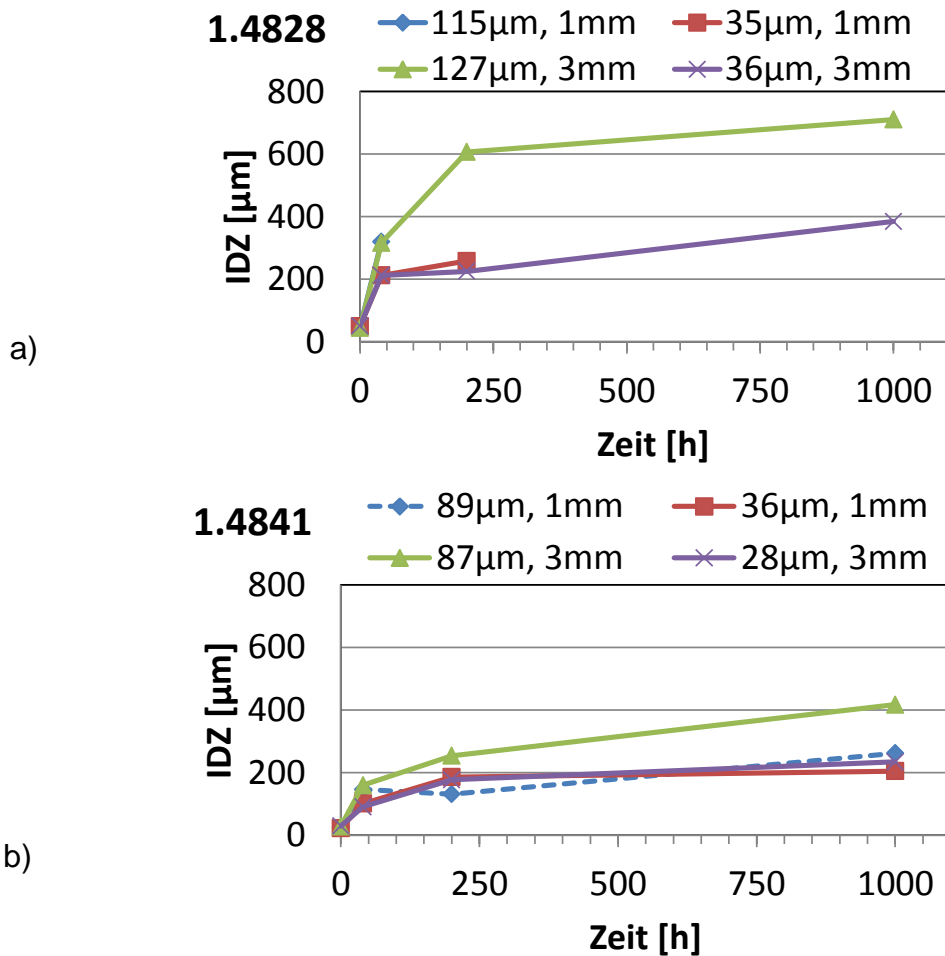 1.4828
115µm, 1mm 35µm, 1mm
127µm, 3mm 36µm, 3mm
800
600
400
200
0
IDZ [µm]
0 250 500 750 1000
Zeit [h]
a)
1.4841
89µm, 1mm 36µm, 1mm
87µm, 3mm 28µm, 3mm
800
600
400
200
0
IDZ [µm]
0 250 500 750 1000
Zeit [h]
b)